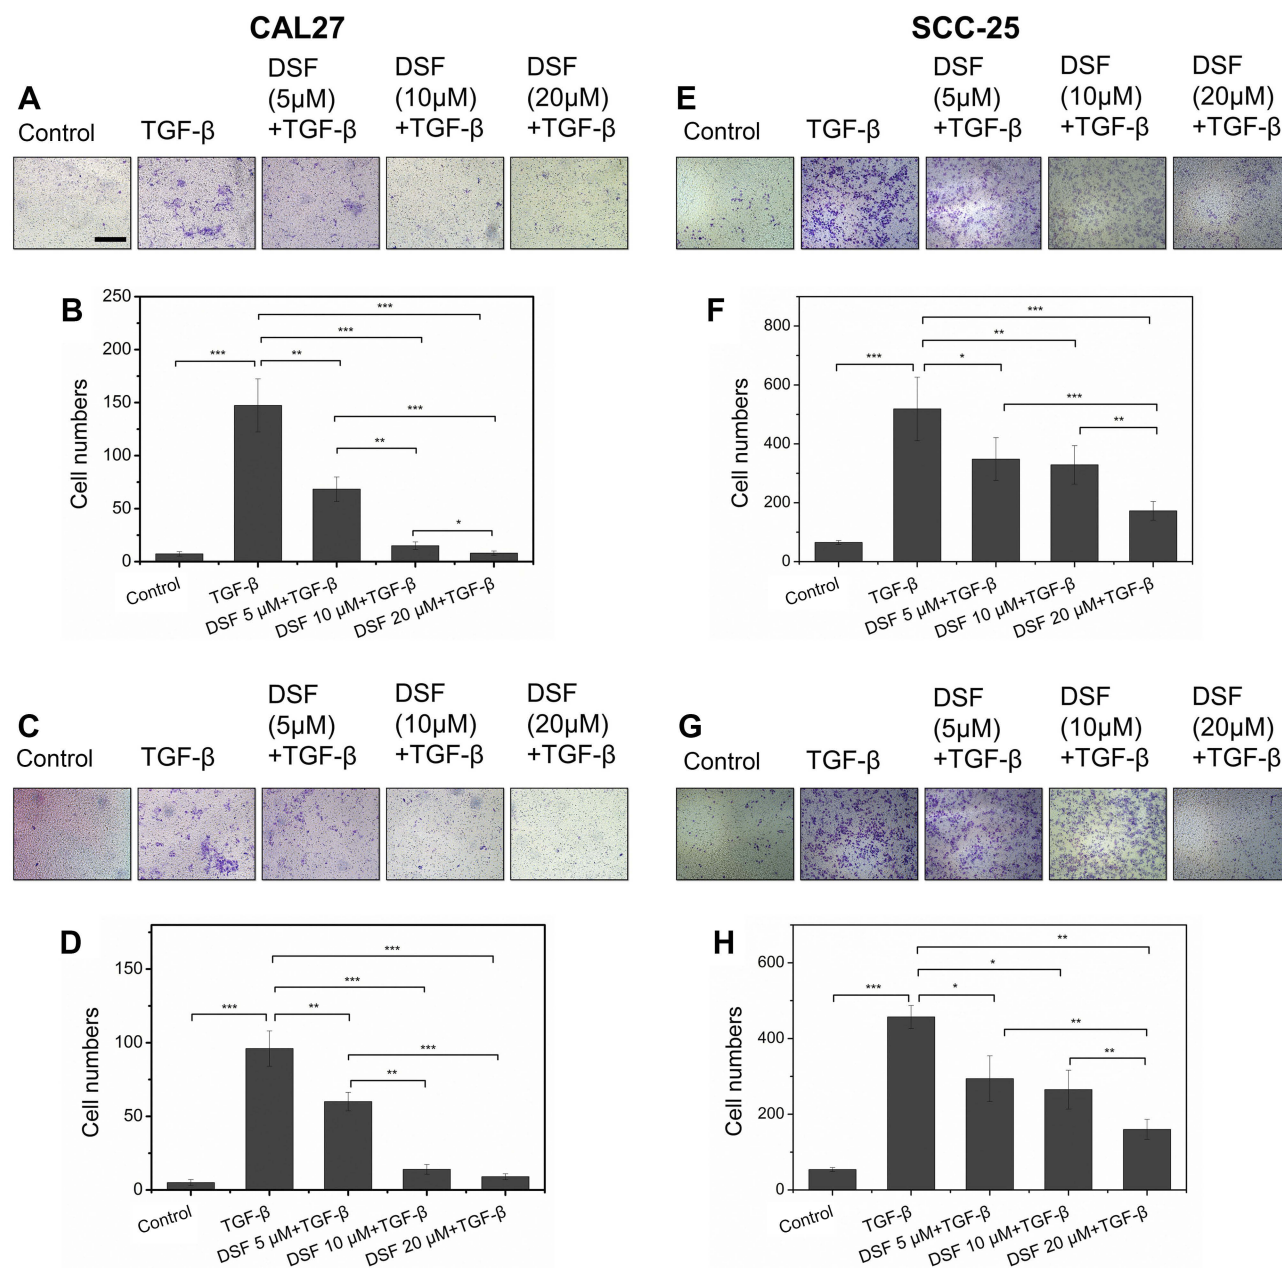 CAL27
SCC-25
A
Control
TGF-β
DSF
(5μM)
+TGF-β
DSF
(10μM)
+TGF-β
DSF
(20μM)
+TGF-β
E
Control
TGF-β
DSF
(5μM)
+TGF-β
DSF
(10μM)
+TGF-β
DSF
(20μM)
+TGF-β
B
Cell numbers
250
200
150
100
50
0
***
***
***
**
***
**
*
Control
TGF-β
DSF 5 μM+TGF-β
DSF 10 μM+TGF-β
DSF 20 μM+TGF-β
F
Cell numbers
800
600
400
200
0
***
**
***
*
***
**
Control
TGF-β
DSF 5 μM+TGF-β
DSF 10 μM+TGF-β
DSF 20 μM+TGF-β
C
Control
TGF-β
DSF
(5μM)
+TGF-β
DSF
(10μM)
+TGF-β
DSF
(20μM)
+TGF-β
G
Control
TGF-β
DSF
(5μM)
+TGF-β
DSF
(10μM)
+TGF-β
DSF
(20μM)
+TGF-β
D
Cell numbers
150
100
50
0
***
***
***
**
***
**
Control
TGF-β
DSF 5 μM+TGF-β
DSF 10 μM+TGF-β
DSF 20 μM+TGF-β
H
Cell numbers
600
400
200
0
**
*
***
*
**
**
Control
TGF-β
DSF 5 μM+TGF-β
DSF 10 μM+TGF-β
DSF 20 μM+TGF-β